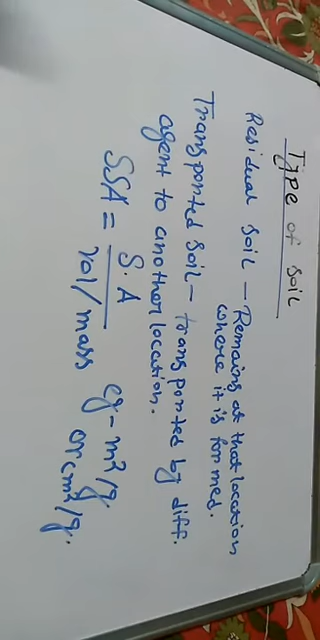 Type of soil
Residual soil - Remains at that location
where it is formed.
Transported soil - transported by diff.
agent to another location.
SSA = S.A / vol/mass eg - m²/g
or cm²/g.